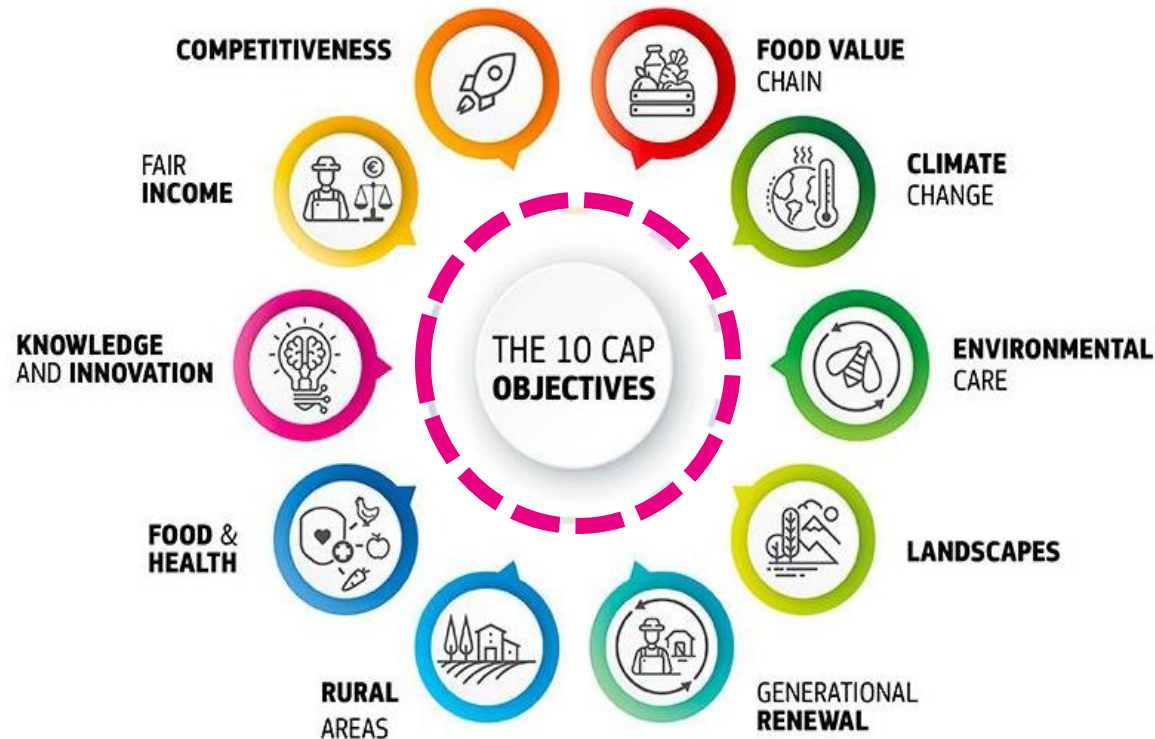 COMPETITIVENESS
FOOD VALUE
CHAIN
FAIR
INCOME
CLIMATE
CHANGE
KNOWLEDGE
AND INNOVATION
THE 10 CAP
OBJECTIVES
ENVIRONMENTAL
CARE
FOOD &
HEALTH
LANDSCAPES
RURAL
AREAS
GENERATIONAL
RENEWAL
€